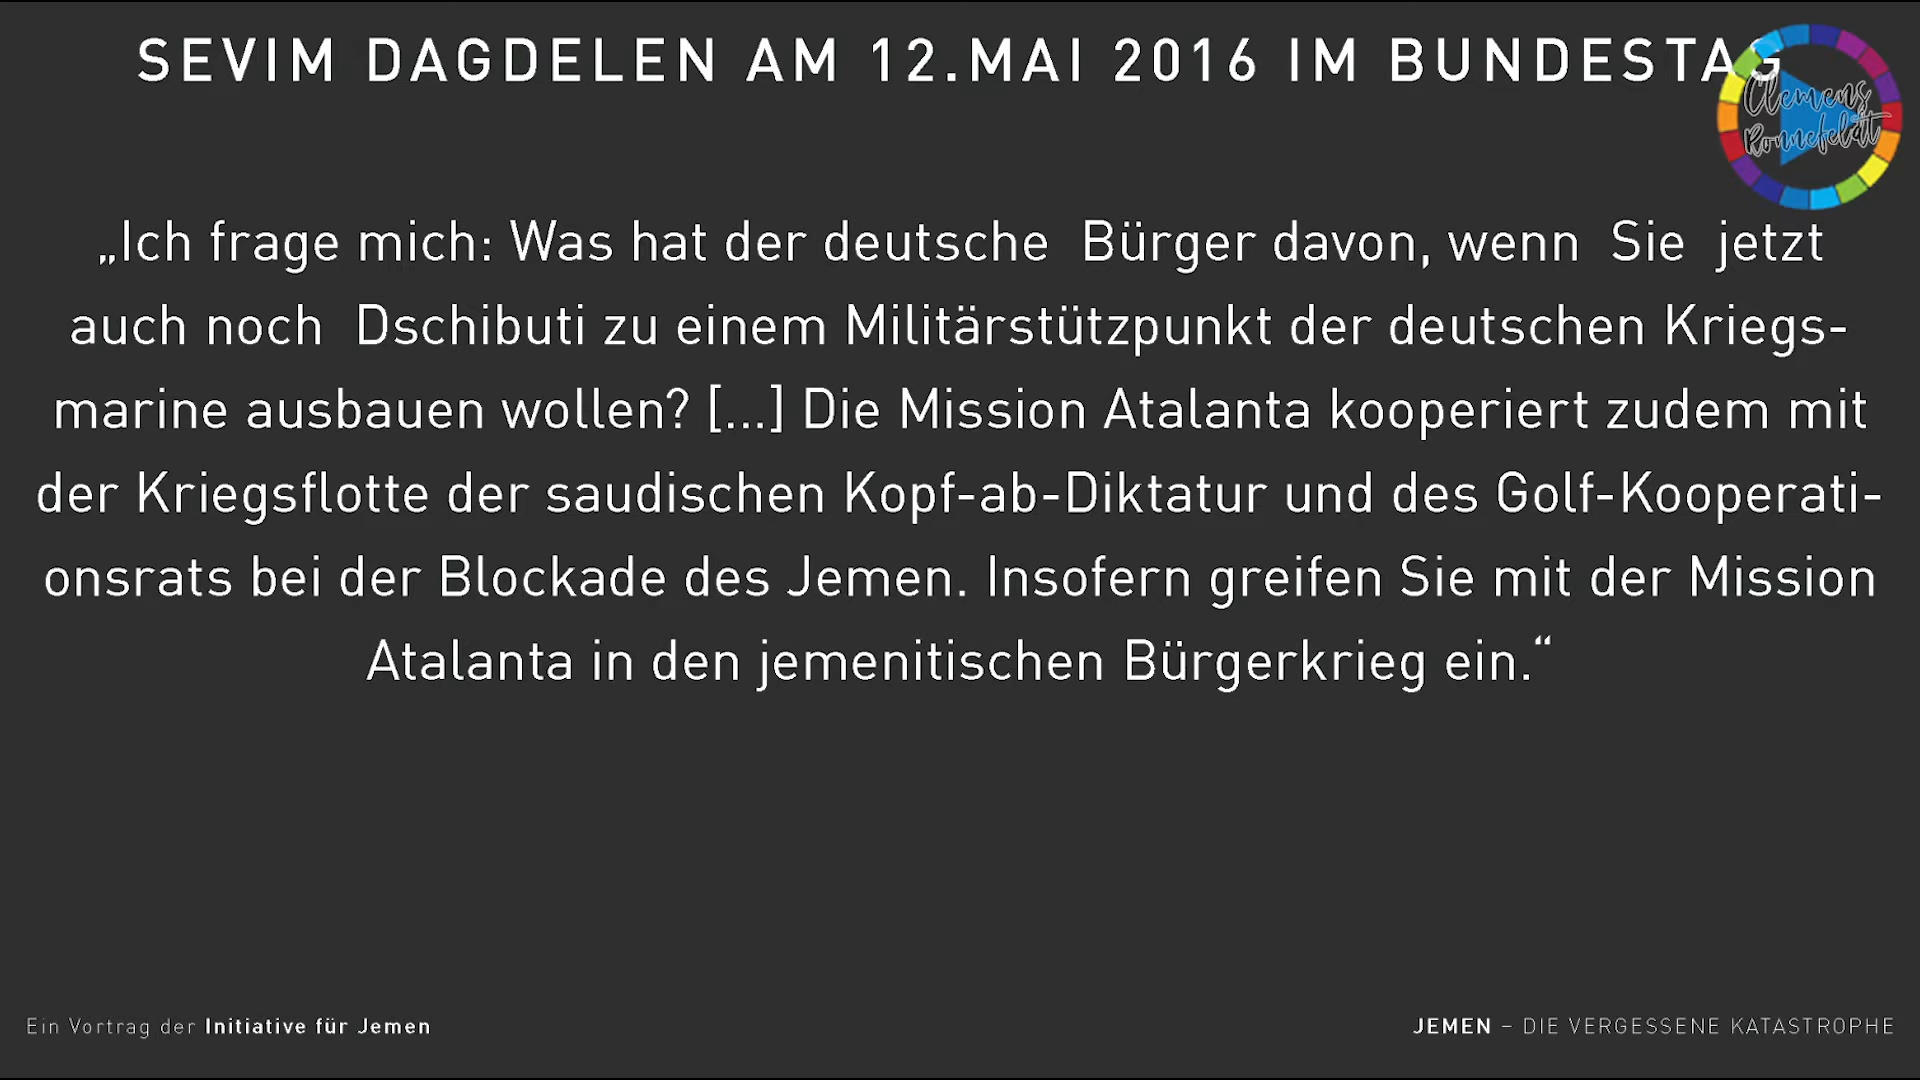 SEVIM DAGDELEN AM 12.MAI 2016 IM BUNDESTAG
Clemens
Ronnefeldt
„Ich frage mich: Was hat der deutsche Bürger davon, wenn Sie jetzt
auch noch Dschibuti zu einem Militärstützpunkt der deutschen Kriegs-
marine ausbauen wollen? [...] Die Mission Atalanta kooperiert zudem mit
der Kriegsflotte der saudischen Kopf-ab-Diktatur und des Golf-Kooperati-
onsrats bei der Blockade des Jemen. Insofern greifen Sie mit der Mission
Atalanta in den jemenitischen Bürgerkrieg ein.“
Ein Vortrag der Initiative für Jemen
JEMEN – DIE VERGESSENE KATASTROPHE